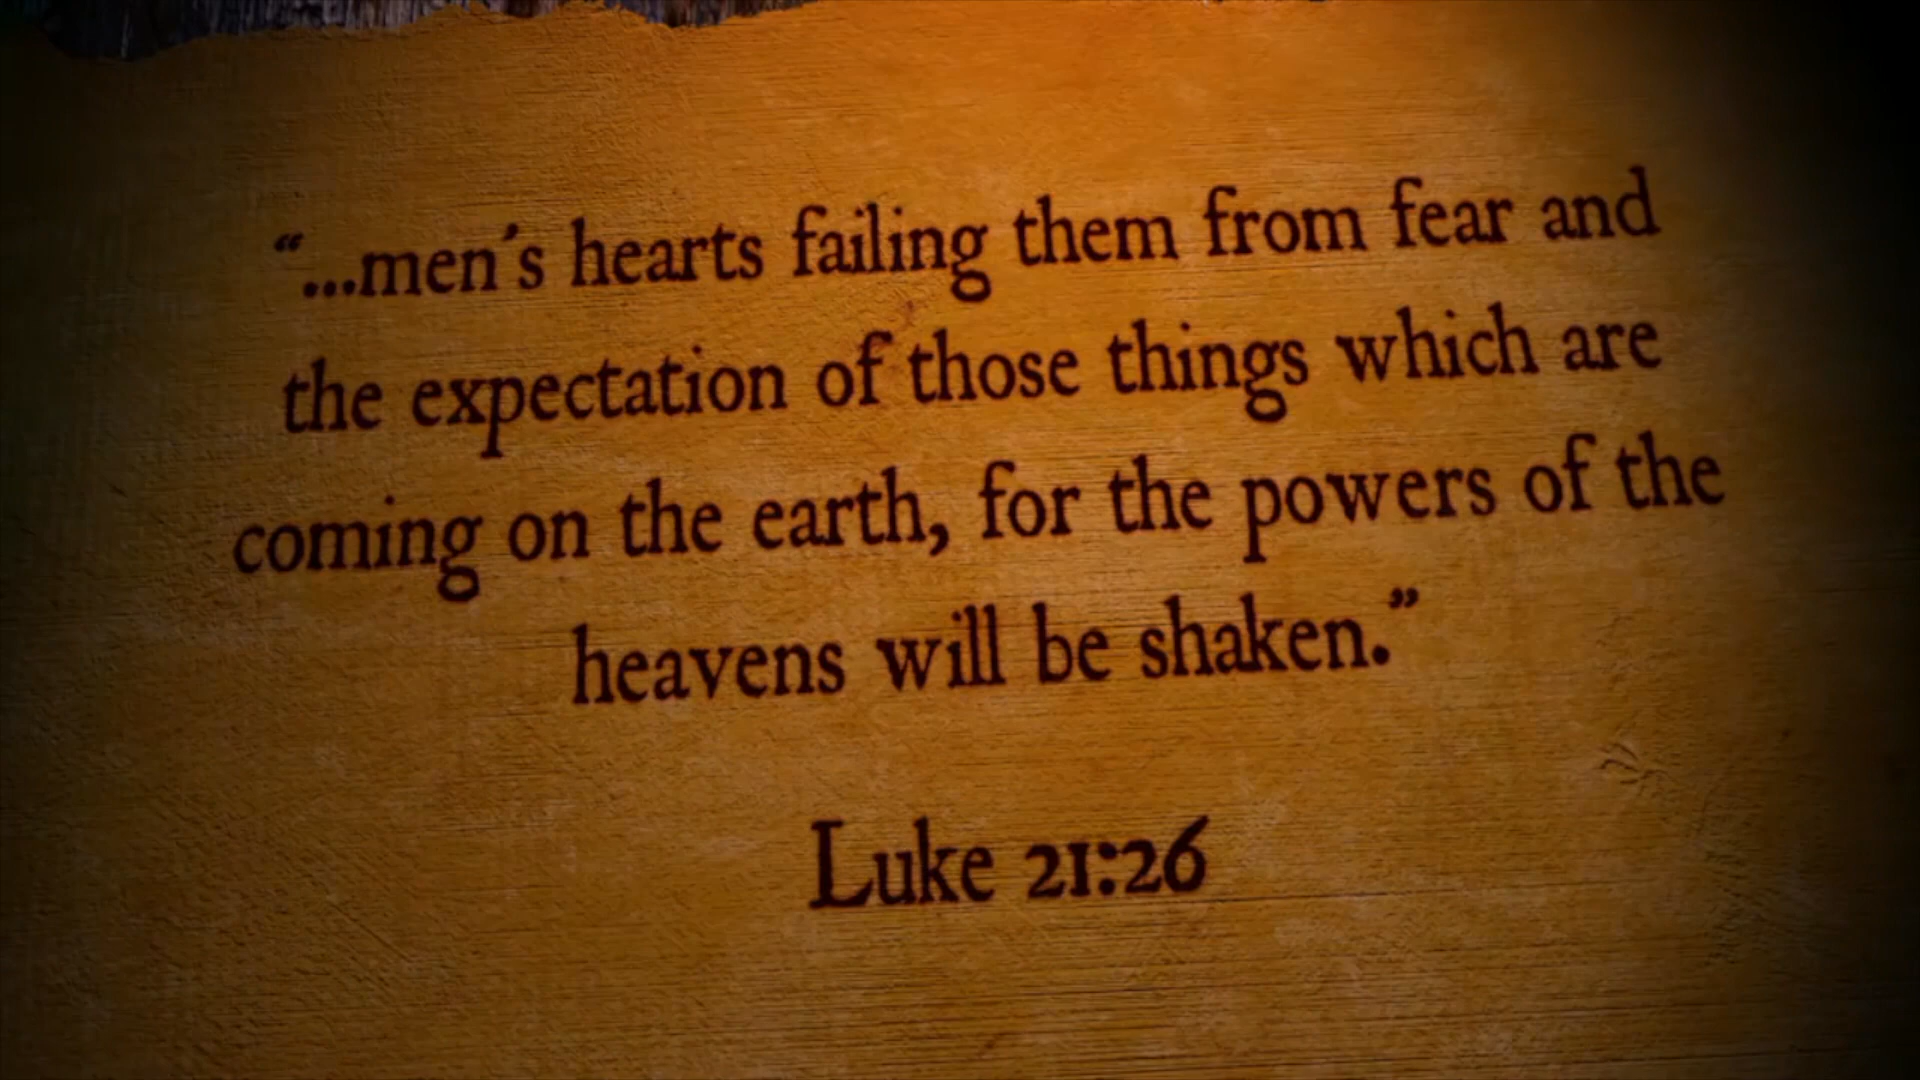 “...men's hearts failing them from fear and
the expectation of those things which are
coming on the earth, for the powers of the
heavens will be shaken.”
Luke 21:26